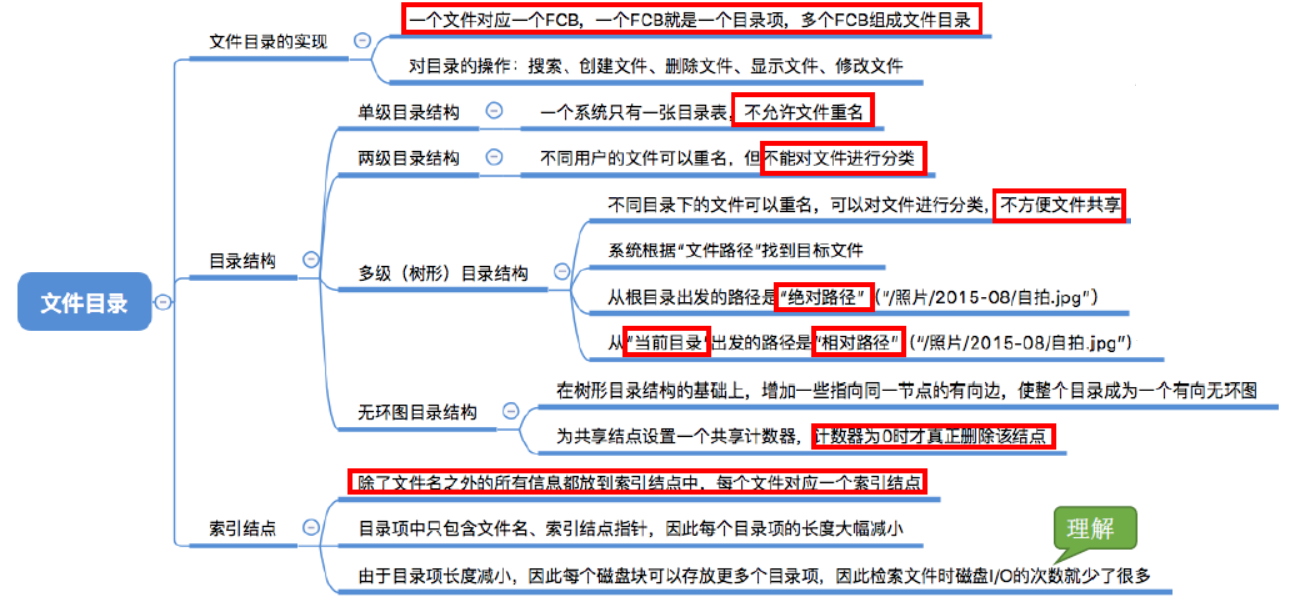 一个文件对应一个FCB，一个FCB就是一个目录项，多个FCB组成文件目录
文件目录的实现
对目录的操作：搜索、创建文件、删除文件、显示文件、修改文件
单级目录结构
一个系统只有一张目录表，不允许文件重名
两级目录结构
不同用户的文件可以重名，但不能对文件进行分类
不同目录下的文件可以重名，可以对文件进行分类，不方便文件共享
系统根据“文件路径”找到目标文件
目录结构
多级（树形）目录结构
从根目录出发的路径是“绝对路径”（“/照片/2015-08/自拍.jpg”）
从“当前目录”出发的路径是“相对路径”（“/照片/2015-08/自拍.jpg”）
文件目录
在树形目录结构的基础上，增加一些指向同一节点的有向边，使整个目录成为一个有向无环图
无环图目录结构
为共享结点设置一个共享计数器，计数器为0时才真正删除该结点
除了文件名之外的所有信息都放到索引结点中，每个文件对应一个索引结点
索引结点
目录项中只包含文件名、索引结点指针，因此每个目录项的长度大幅减小
理解
由于目录项长度减小，因此每个磁盘块可以存放更多个目录项，因此检索文件时磁盘I/O的次数就少了很多